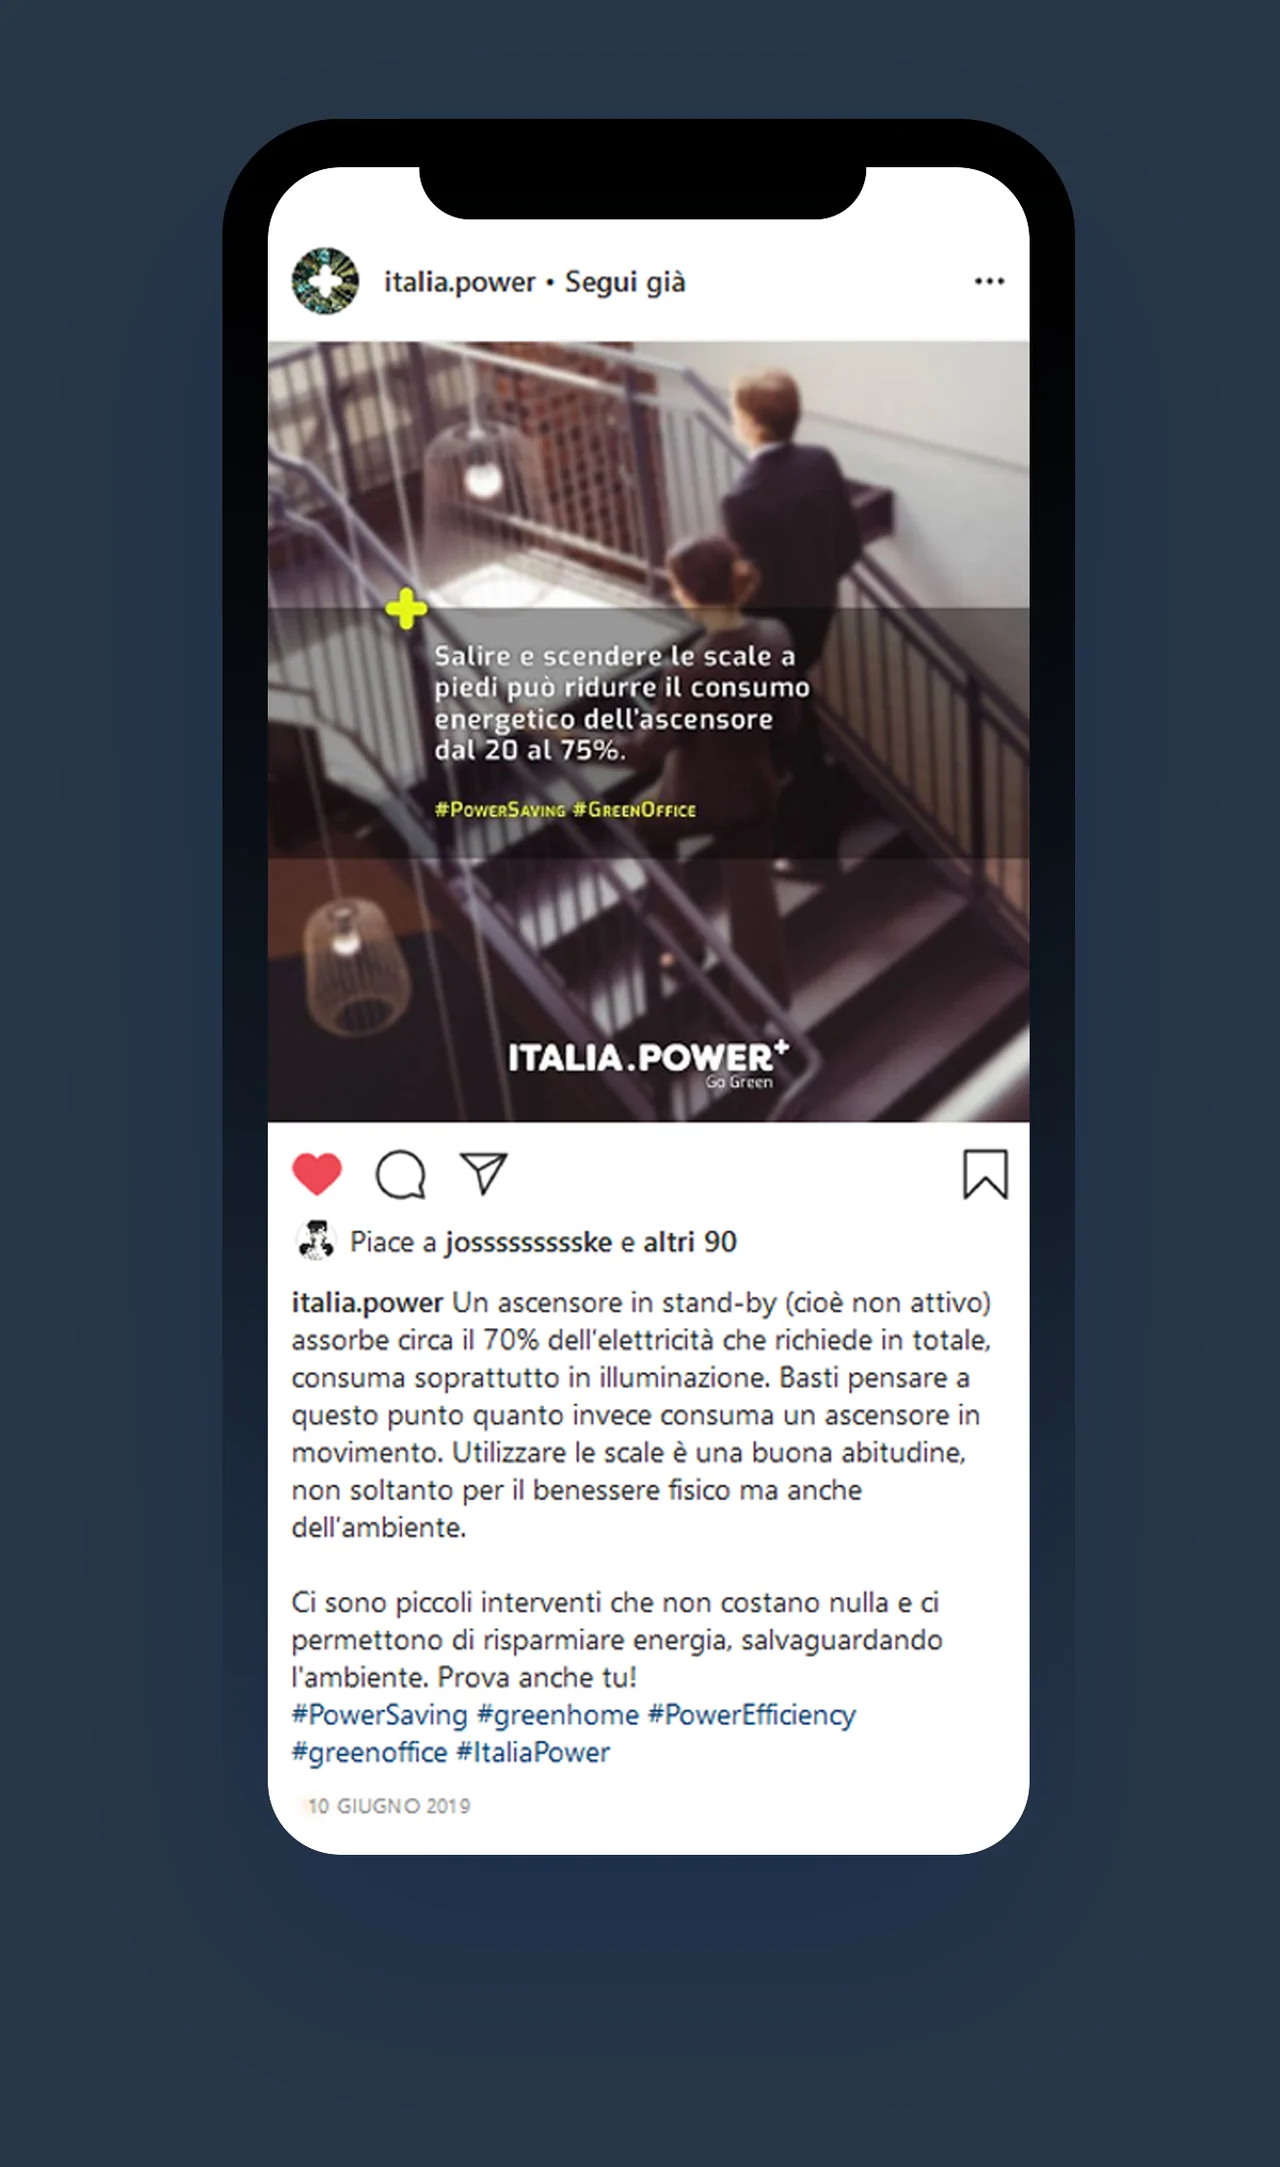 italia.power • Segui già
Salire e scendere le scale a
piedi può ridurre il consumo
energetico dell'ascensore
dal 20 al 75%.
#PowerSaving #GreenOffice
ITALIA.POWER+
Go Green
Piace a jossssssssske e altri 90
italia.power Un ascensore in stand-by (cioè non attivo)
assorbe circa il 70% dell'elettricità che richiede in totale,
consuma soprattutto in illuminazione. Basti pensare a
questo punto quanto invece consuma un ascensore in
movimento. Utilizzare le scale è una buona abitudine,
non soltanto per il benessere fisico ma anche
dell'ambiente.
Ci sono piccoli interventi che non costano nulla e ci
permettono di risparmiare energia, salvaguardando
l'ambiente. Prova anche tu!
#PowerSaving #greenhome #PowerEfficiency
#greenoffice #ItaliaPower
10 GIUGNO 2019